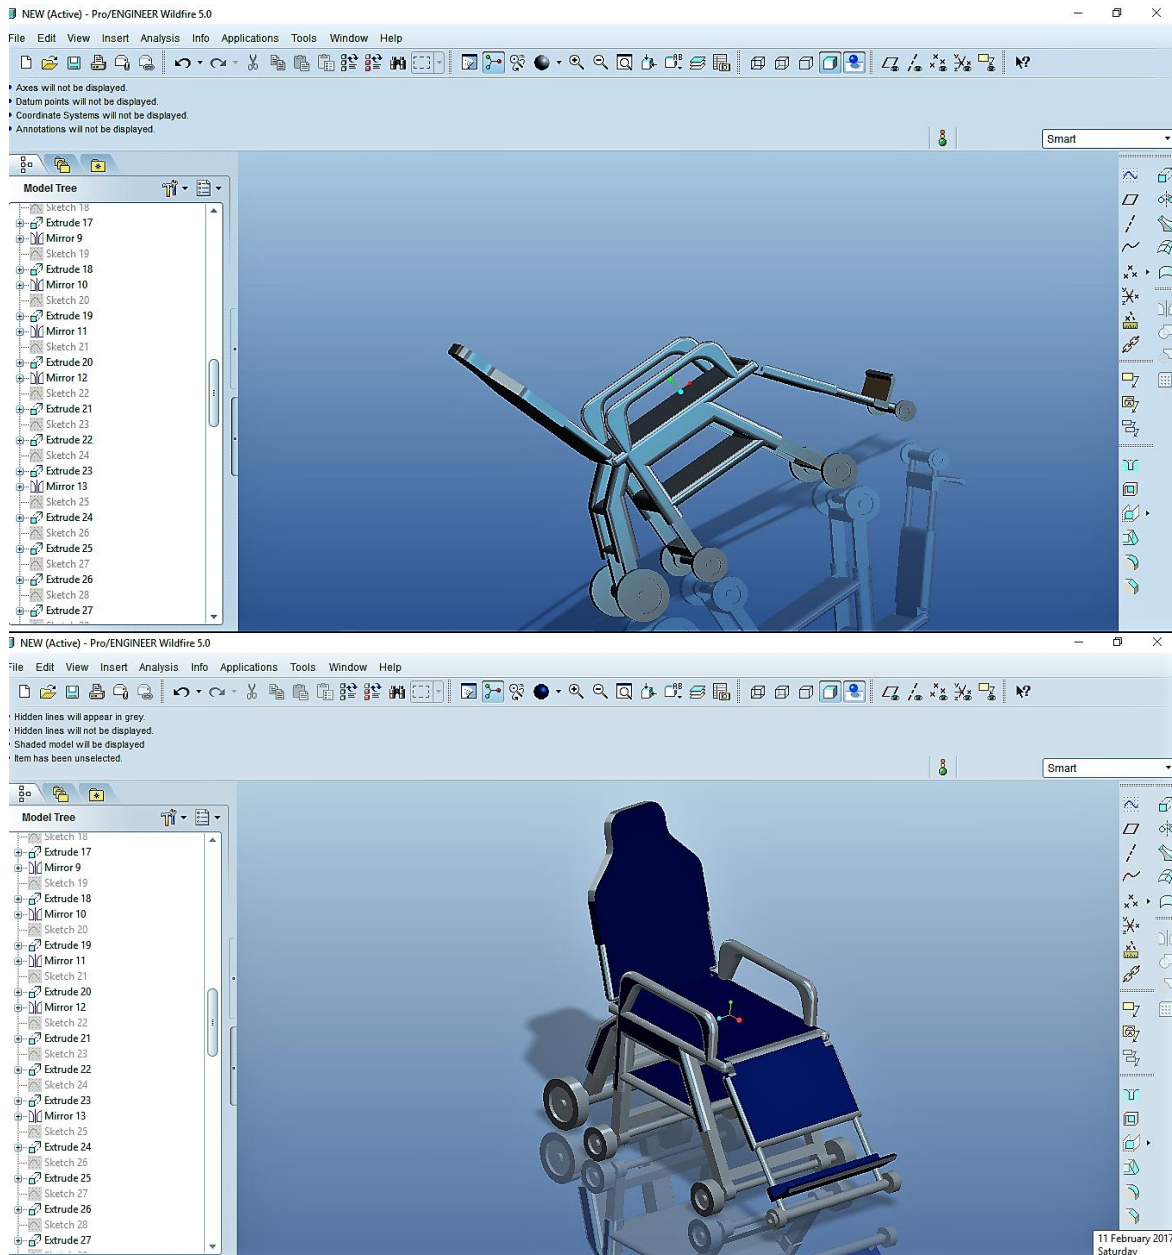 NEW (Active) - Pro/ENGINEER Wildfire 5.0
File Edit View Insert Analysis Info Applications Tools Window Help
Axes will not be displayed.
Datum points will not be displayed.
Coordinate Systems will not be displayed.
Annotations will not be displayed.
Smart
Model Tree
Sketch 18
Extrude 17
Mirror 9
Sketch 19
Extrude 18
Mirror 10
Sketch 20
Extrude 19
Mirror 11
Sketch 21
Extrude 20
Mirror 12
Sketch 22
Extrude 21
Sketch 23
Extrude 22
Sketch 24
Extrude 23
Mirror 13
Sketch 25
Extrude 24
Sketch 26
Extrude 25
Sketch 27
Extrude 26
Sketch 28
Extrude 27
NEW (Active) - Pro/ENGINEER Wildfire 5.0
File Edit View Insert Analysis Info Applications Tools Window Help
Hidden lines will appear in grey.
Hidden lines will not be displayed.
Shaded model will be displayed
Item has been unselected.
Smart
Model Tree
Sketch 18
Extrude 17
Mirror 9
Sketch 19
Extrude 18
Mirror 10
Sketch 20
Extrude 19
Mirror 11
Sketch 21
Extrude 20
Mirror 12
Sketch 22
Extrude 21
Sketch 23
Extrude 22
Sketch 24
Extrude 23
Mirror 13
Sketch 25
Extrude 24
Sketch 26
Extrude 25
Sketch 27
Extrude 26
Sketch 28
Extrude 27
11 February
Saturday